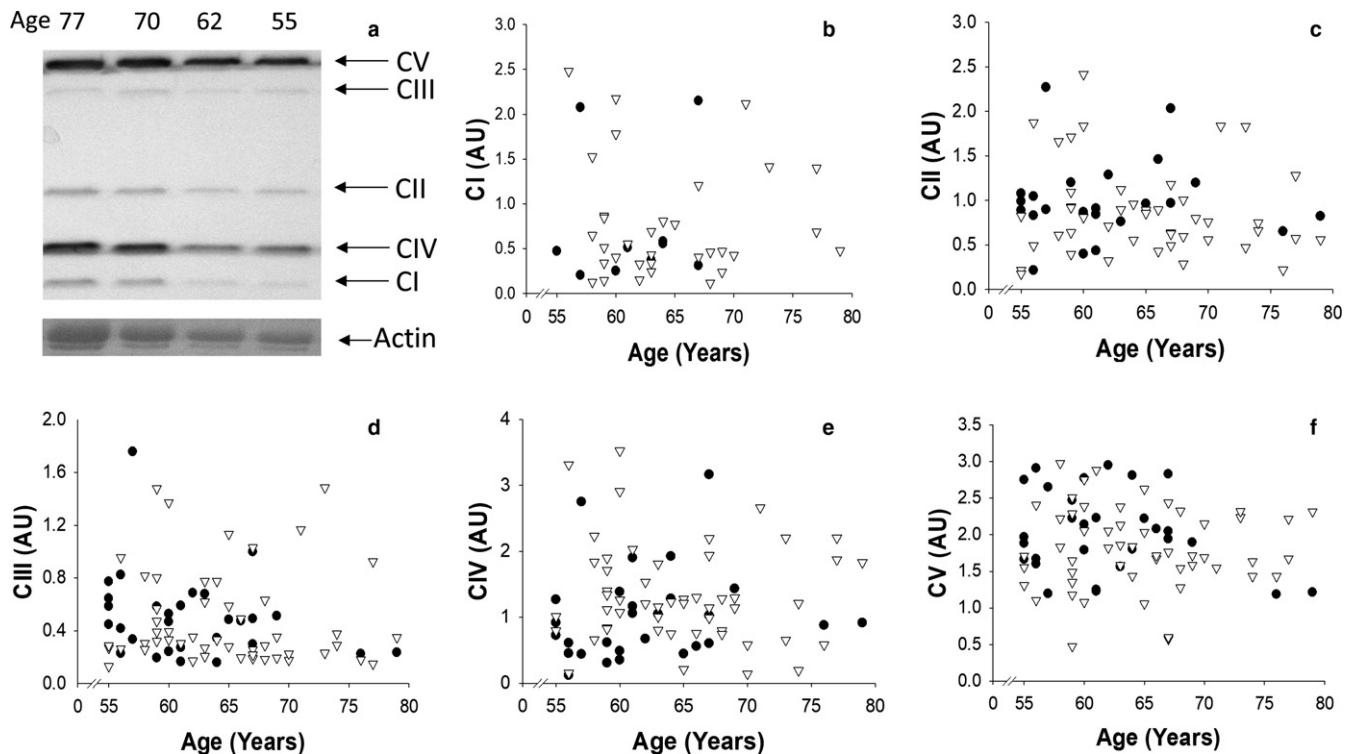 Age 77 70 62 55
a
CV
CIII
CII
CIV
CI
Actin
b
CI (AU)
3.0
2.5
2.0
1.5
1.0
0.5
0.0
0 55 60 65 70 75 80
Age (Years)
c
CII (AU)
3.0
2.5
2.0
1.5
1.0
0.5
0.0
0 55 60 65 70 75 80
Age (Years)
d
CIII (AU)
2.0
1.6
1.2
0.8
0.4
0.0
0 55 60 65 70 75 80
Age (Years)
e
CIV (AU)
4
3
2
1
0
0 55 60 65 70 75 80
Age (Years)
f
CV (AU)
3.5
3.0
2.5
2.0
1.5
1.0
0.5
0.0
0 55 60 65 70 75 80
Age (Years)